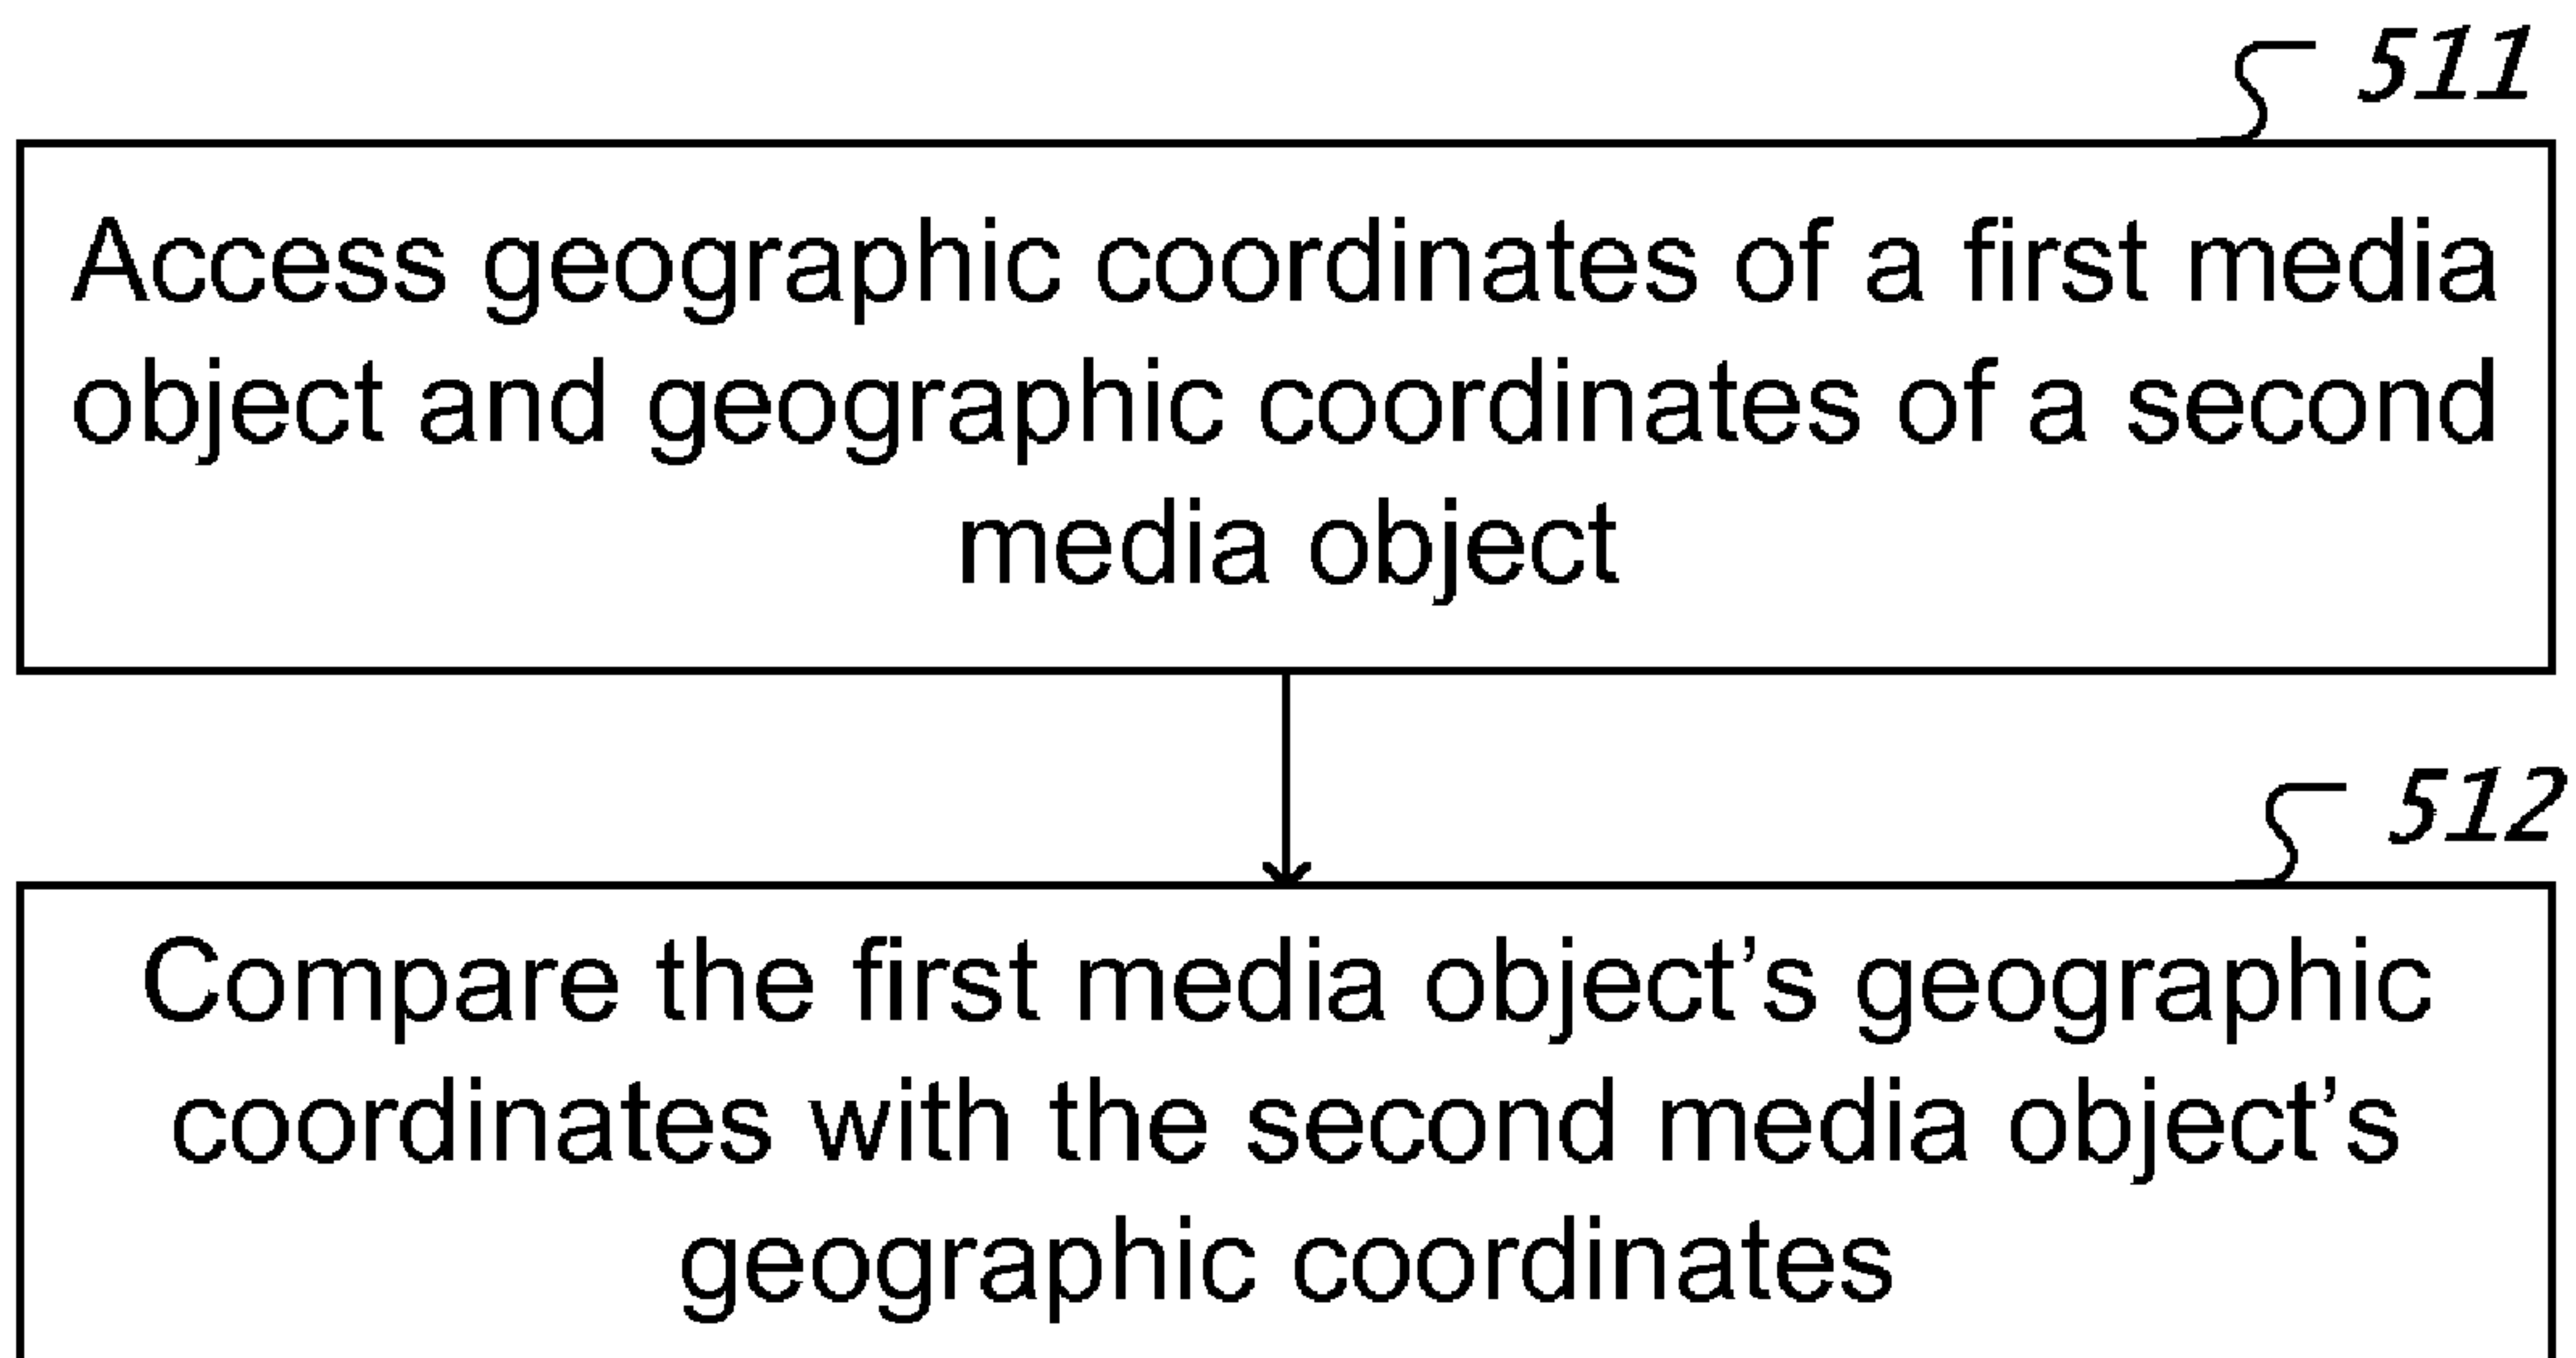 511
Access geographic coordinates of a first media
object and geographic coordinates of a second
media object
512
Compare the first media object’s geographic
coordinates with the second media object’s
geographic coordinates